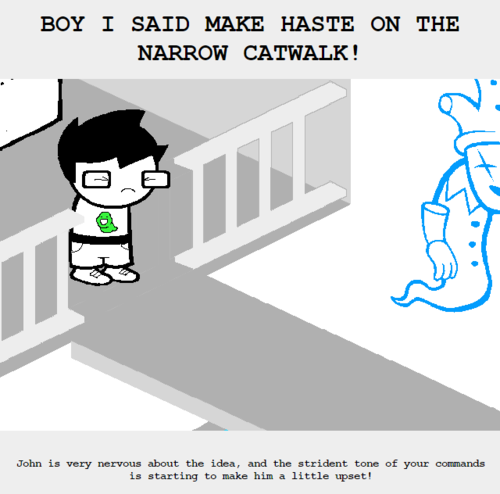 BOY I SAID MAKE HASTE ON THE
NARROW CATWALK!
John is very nervous about the idea, and the strident tone of your commands
is starting to make him a little upset!